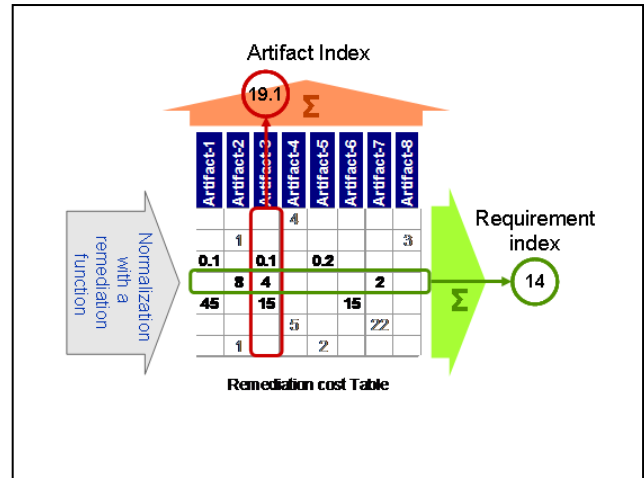 Artifact Index
19.1
Σ
Artifact-1 Artifact-2 Artifact-3 Artifact-4 Artifact-5 Artifact-6 Artifact-7 Artifact-8
Normalization
with a
remediation
function
4
1 3
0.1 0.1 0.2
8 4 2
45 15 15
5 22
1 2
Σ
Requirement
index
14
Remediation cost Table